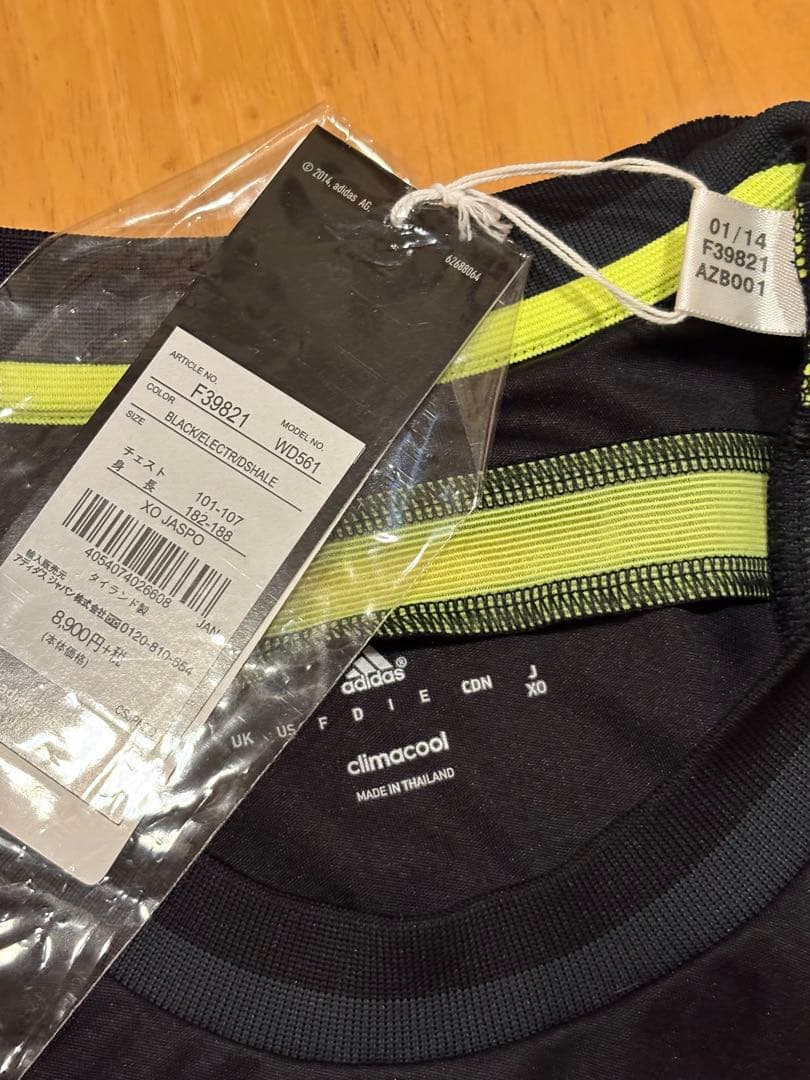 © 2014, adidas AG.
62688064
01/14
F39821
AZB001
ARTICLE NO.
F39821
MODEL NO.
WD561
COLOR
BLACK/ELECTR/DSHALE
SIZE
チェスト 101-107
身長 182-188
XO JASPO
4054074026608
JAN
タイランド製
輸入販売元
アディダス ジャパン株式会社 0120-810-654
8,900円+税
(本体価格)
adidas®
UK US F D I E CDN J
XO
climacool
MADE IN THAILAND